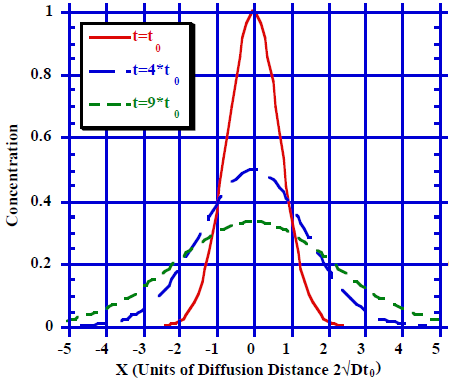 1
t=t0
t=4*t0
0.8
t=9*t0
0.6
Concentration
0.4
0.2
0
-5 -4 -3 -2 -1 0 1 2 3 4 5
X (Units of Diffusion Distance 2√Dt0)